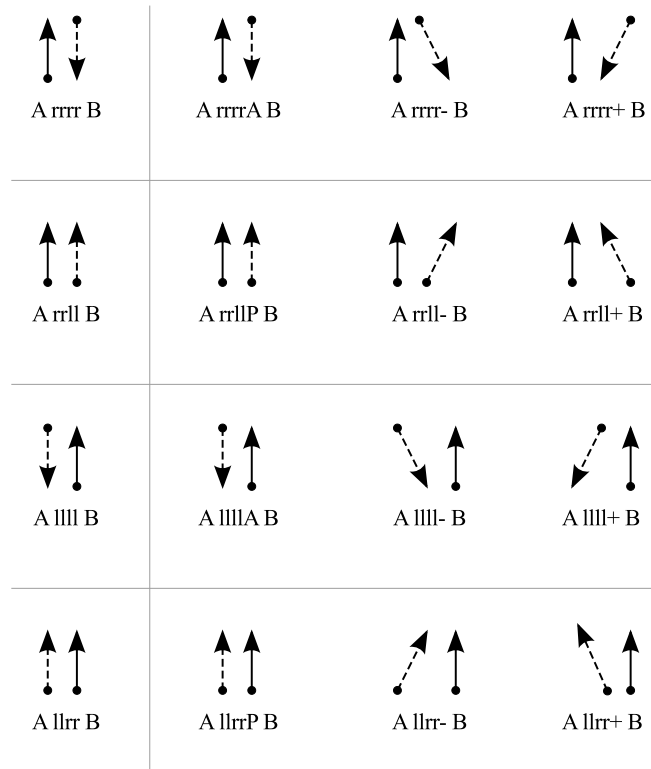 A rrrr B
A rrrrA B
A rrrr- B
A rrrr+ B
A rrll B
A rrllP B
A rrll- B
A rrll+ B
A llll B
A llllA B
A llll- B
A llll+ B
A llrr B
A llrrP B
A llrr- B
A llrr+ B